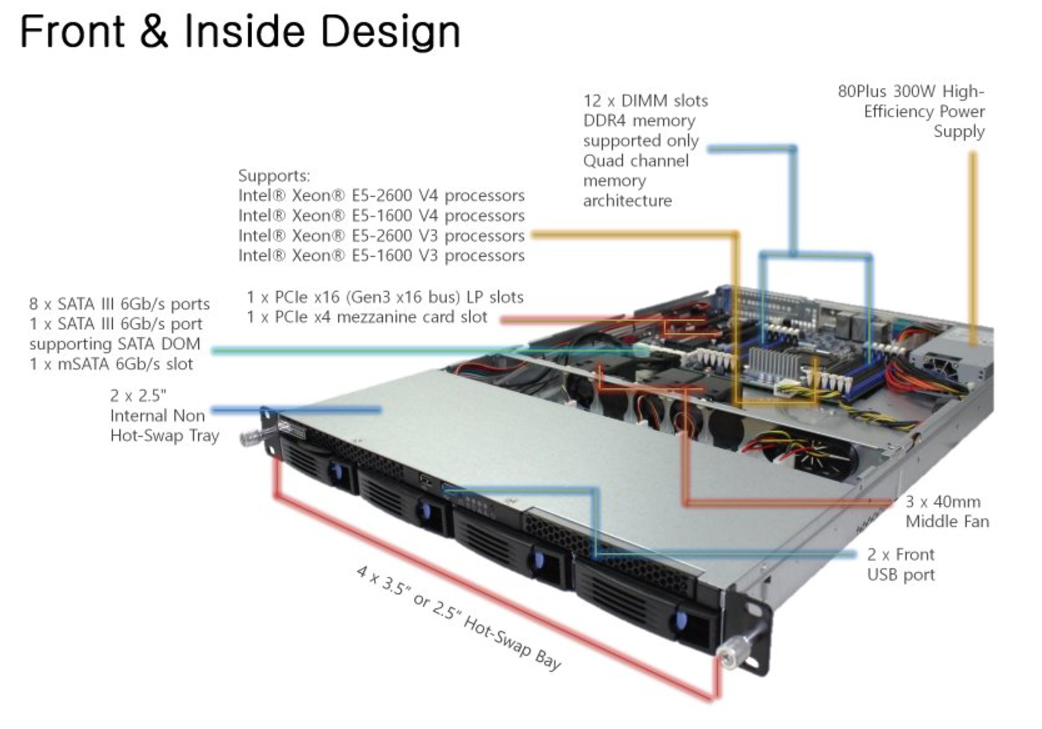 Front & Inside Design
12 x DIMM slots
DDR4 memory
supported only
Quad channel
memory
architecture
80Plus 300W High-
Efficiency Power
Supply
Supports:
Intel® Xeon® E5-2600 V4 processors
Intel® Xeon® E5-1600 V4 processors
Intel® Xeon® E5-2600 V3 processors
Intel® Xeon® E5-1600 V3 processors
1 x PCIe x16 (Gen3 x16 bus) LP slots
1 x PCIe x4 mezzanine card slot
8 x SATA III 6Gb/s ports
1 x SATA III 6Gb/s port
supporting SATA DOM
1 x mSATA 6Gb/s slot
2 x 2.5"
Internal Non
Hot-Swap Tray
3 x 40mm
Middle Fan
2 x Front
USB port
4 x 3.5" or 2.5" Hot-Swap Bay